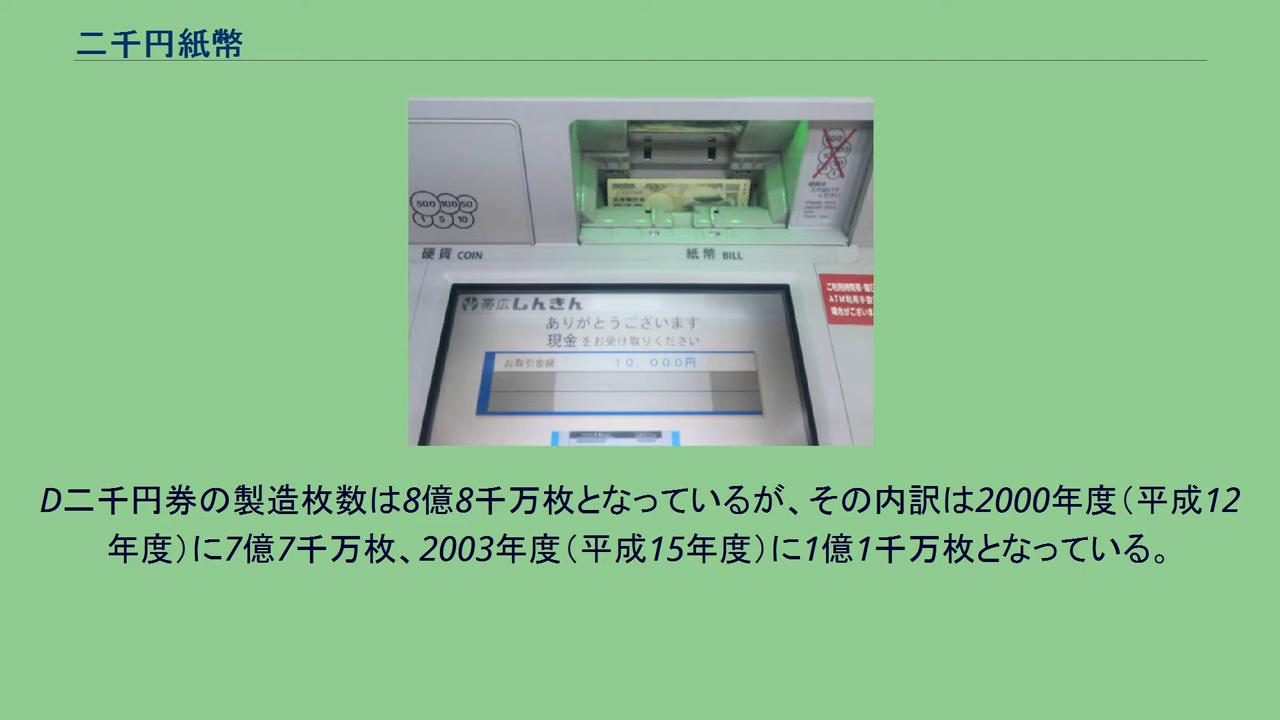 二千円紙幣
500 100 50
1 5 10
硬貨 COIN
紙幣 BILL
ご利用時間帯・曜日
ATM利用手数
場合がございま
帯広しんきん
ありがとうございます
現金をお受け取りください
お取引金額 10,000円
D二千円券の製造枚数は8億8千万枚となっているが、その内訳は2000年度（平成12
年度）に7億7千万枚、2003年度（平成15年度）に1億1千万枚となっている。